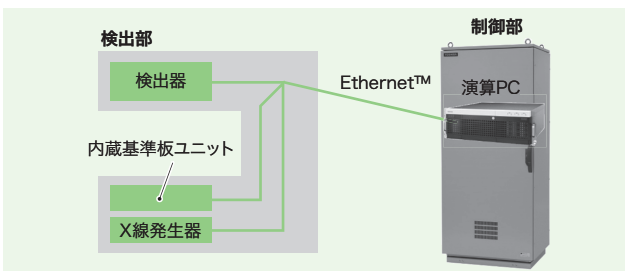 検出部
制御部
検出器
Ethernet™
演算PC
内蔵基準板ユニット
X線発生器